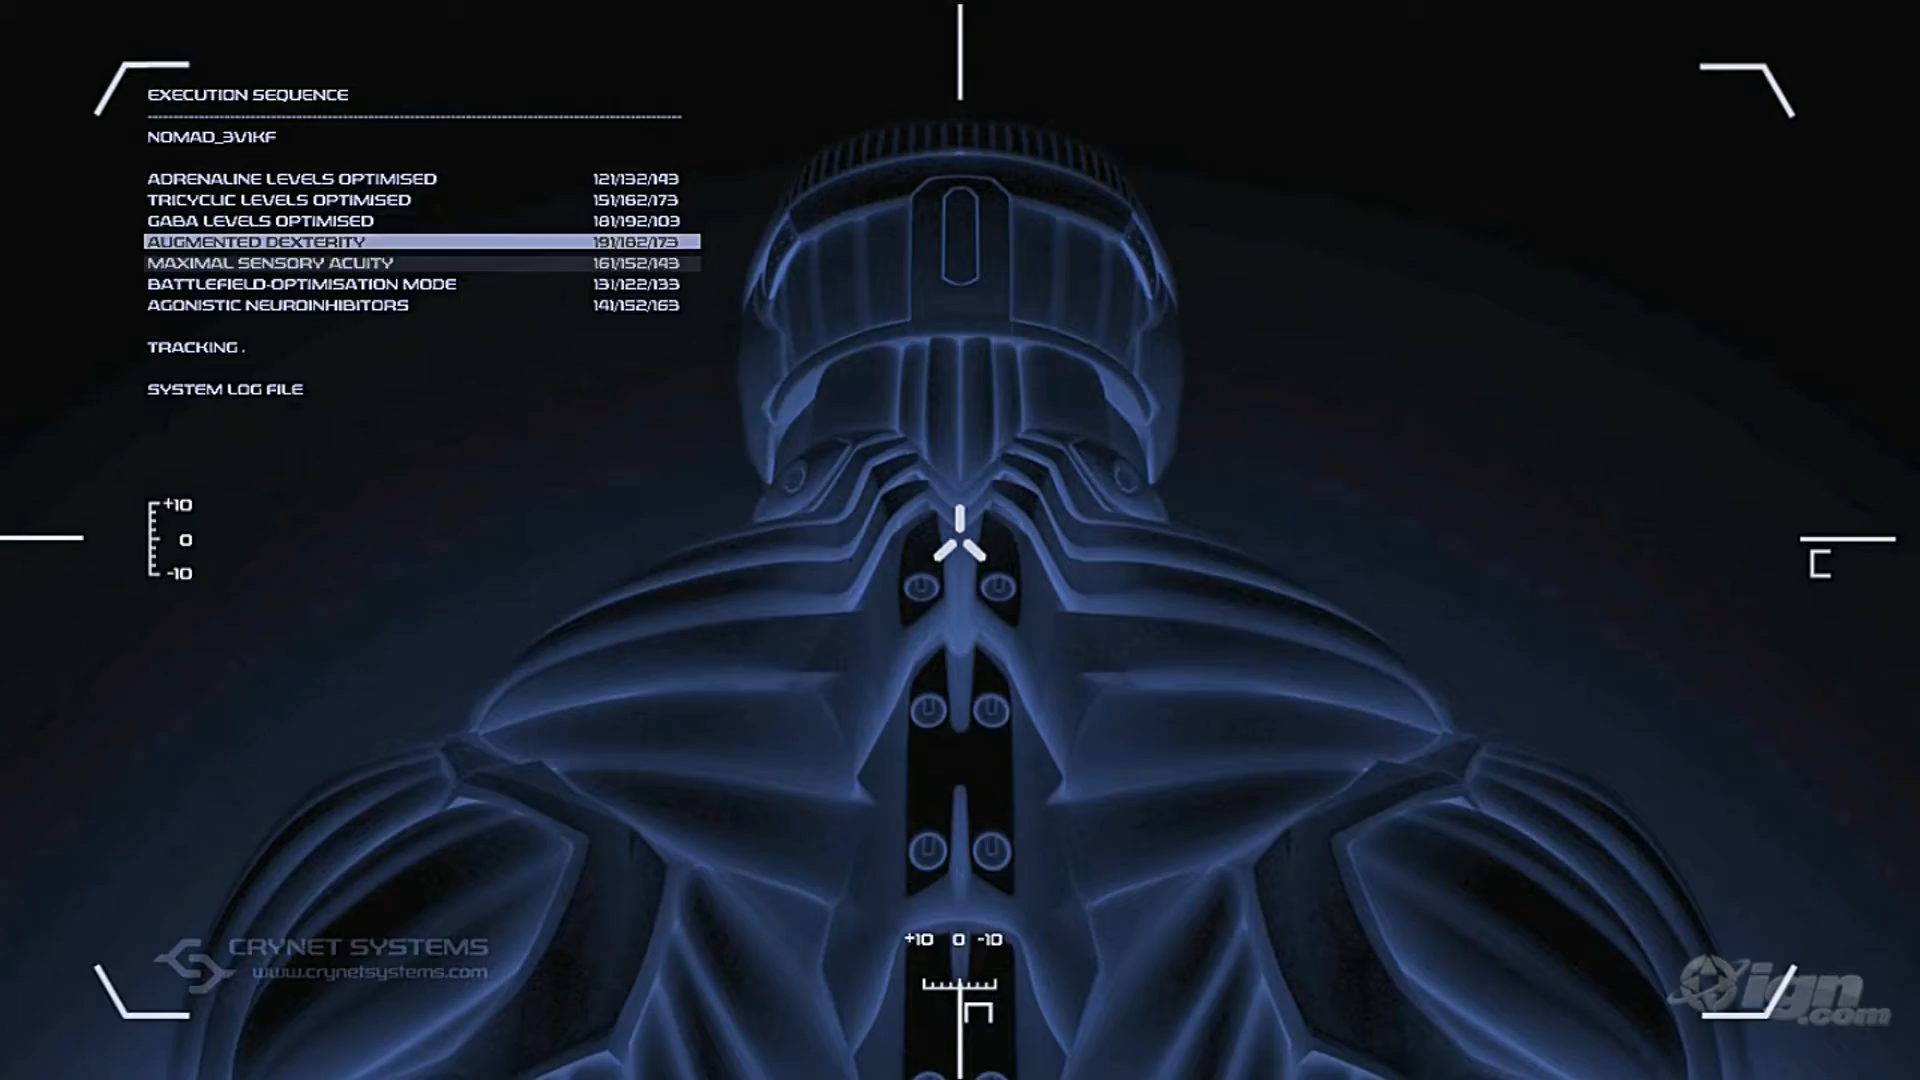 EXECUTION SEQUENCE
NOMAD_3V1KF
ADRENALINE LEVELS OPTIMISED 121/132/143
TRICYCLIC LEVELS OPTIMISED 151/162/173
GABA LEVELS OPTIMISED 181/192/103
AUGMENTED DEXTERITY 191/182/173
MAXIMAL SENSORY ACUITY 161/152/143
BATTLEFIELD-OPTIMISATION MODE 131/122/133
AGONISTIC NEUROINHIBITORS 141/152/163
TRACKING .
SYSTEM LOG FILE
+10
0
-10
+10 0 -10
CRYNET SYSTEMS
www.crynetsystems.com
ign
.com